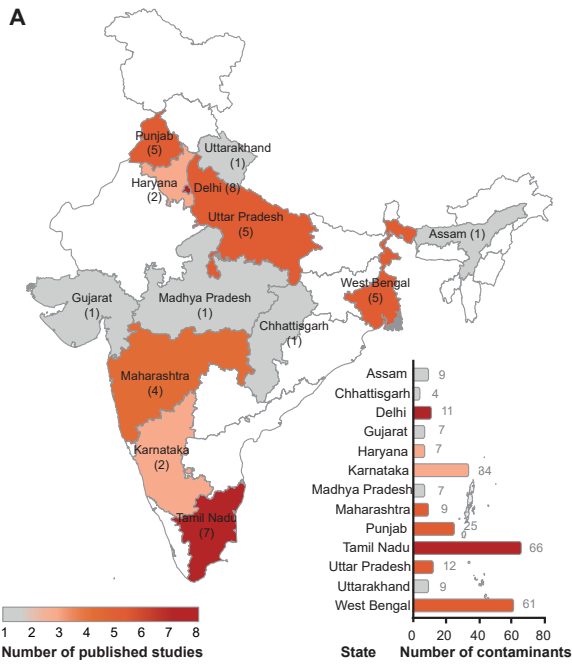 A
Punjab
(5)
Uttarakhand
(1)
Haryana
(2)
Delhi (8)
Uttar Pradesh
(5)
Assam (1)
West Bengal
(5)
Gujarat
(1)
Madhya Pradesh
(1)
Chhattisgarh
(1)
Maharashtra
(4)
Karnataka
(2)
Tamil Nadu
(7)
Assam 9
Chhattisgarh 4
Delhi 11
Gujarat 7
Haryana 7
Karnataka 34
Madhya Pradesh 7
Maharashtra 9
Punjab 25
Tamil Nadu 66
Uttar Pradesh 12
Uttarakhand 9
West Bengal 61
0 20 40 60 80
State Number of contaminants
1 2 3 4 5 6 7 8
Number of published studies